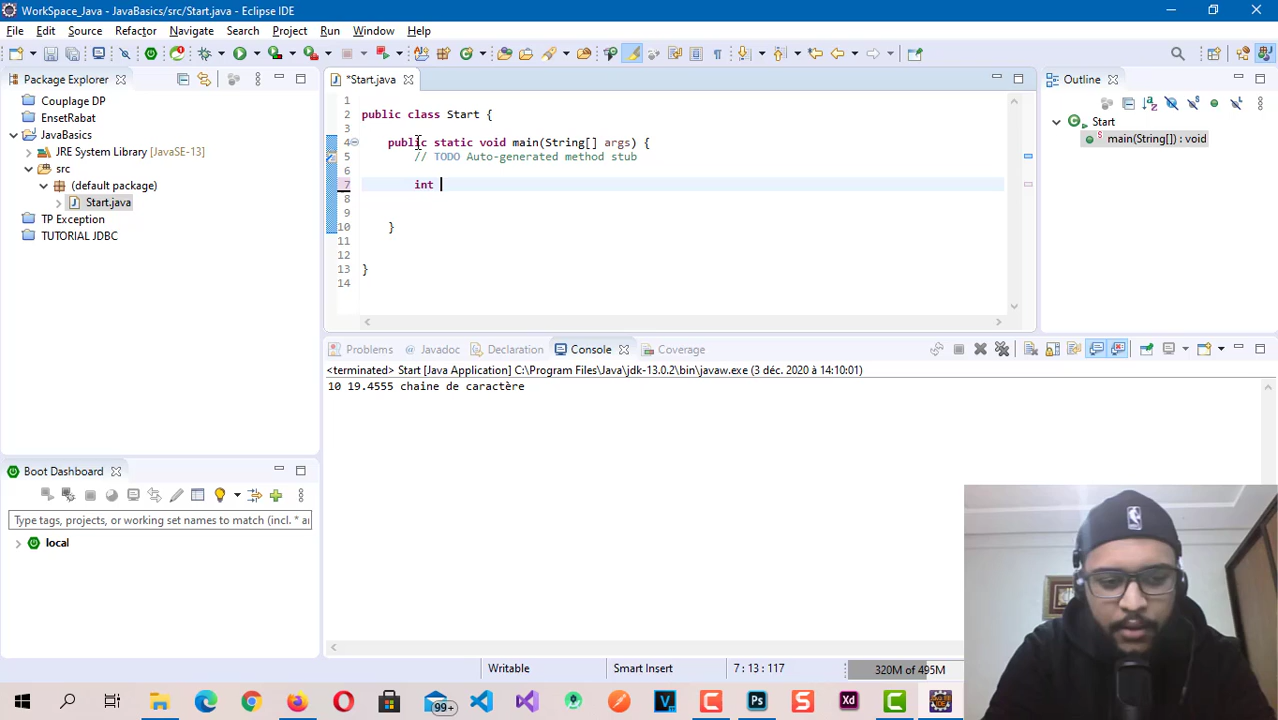 WorkSpace_Java - JavaBasics/src/Start.java - Eclipse IDE
File Edit Source Refactor Navigate Search Project Run Window Help
Package Explorer
Couplage DP
EnsetRabat
JavaBasics
JRE System Library [JavaSE-13]
src
(default package)
Start.java
TP Exception
TUTORIAL JDBC
*Start.java
1
2 public class Start {
3
4 public static void main(String[] args) {
5 // TODO Auto-generated method stub
6
7 int
8
9
10 }
11
12
13 }
14
Outline
Start
main(String[]) : void
Problems Javadoc Declaration Console Coverage
<terminated> Start [Java Application] C:\Program Files\Java\jdk-13.0.2\bin\javaw.exe (3 déc. 2020 à 14:10:01)
10 19.4555 chaine de caractère
Boot Dashboard
Type tags, projects, or working set names to match (incl. * ai
local
Writable Smart Insert 7 : 13 : 117 320M of 495M
99+